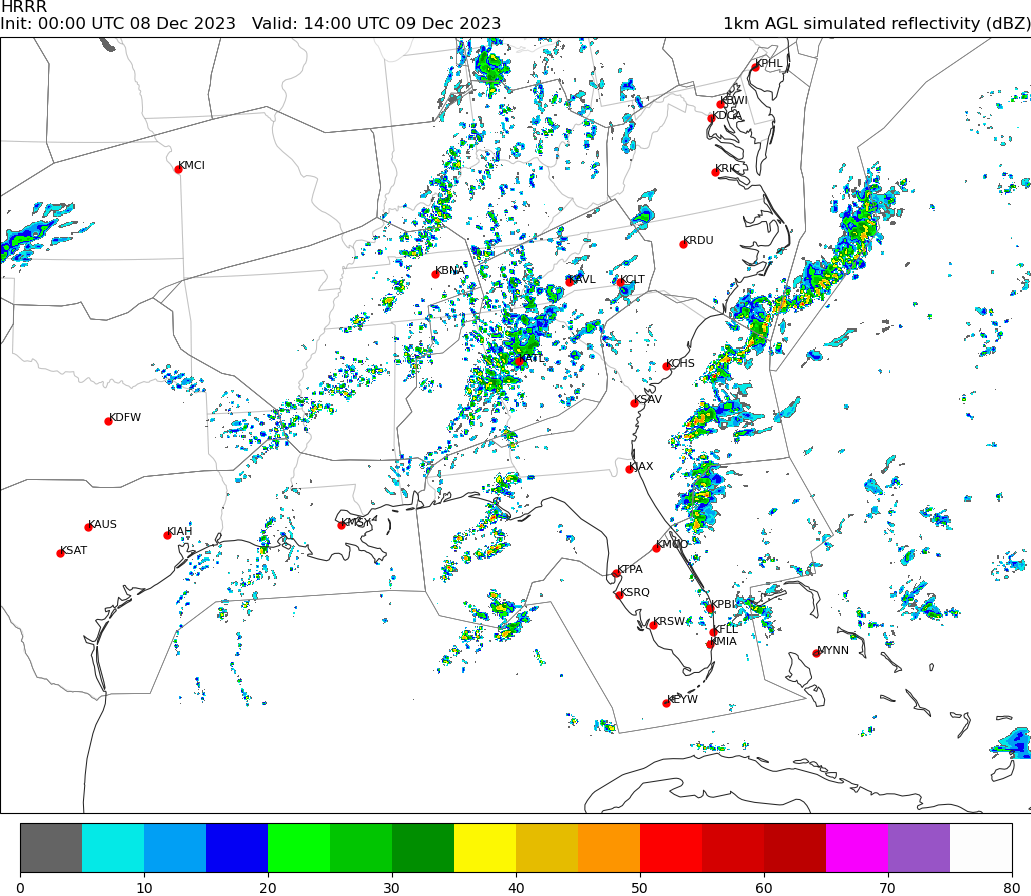 HRRR
Init: 00:00 UTC 08 Dec 2023 Valid: 14:00 UTC 09 Dec 2023 1km AGL simulated reflectivity (dBZ)
KPHL
KBWI
KDCA
KMCI
KRIC
KRDU
KBNA
KAVL
KCLT
KATL
KCHS
KSAV
KDFW
KJAX
KAUS
KMSY
KIAH
KSAT
KMCO
KTPA
KSRQ
KPBI
KRSW
KFLL
KMIA
MYNN
KEYW
0 10 20 30 40 50 60 70 80